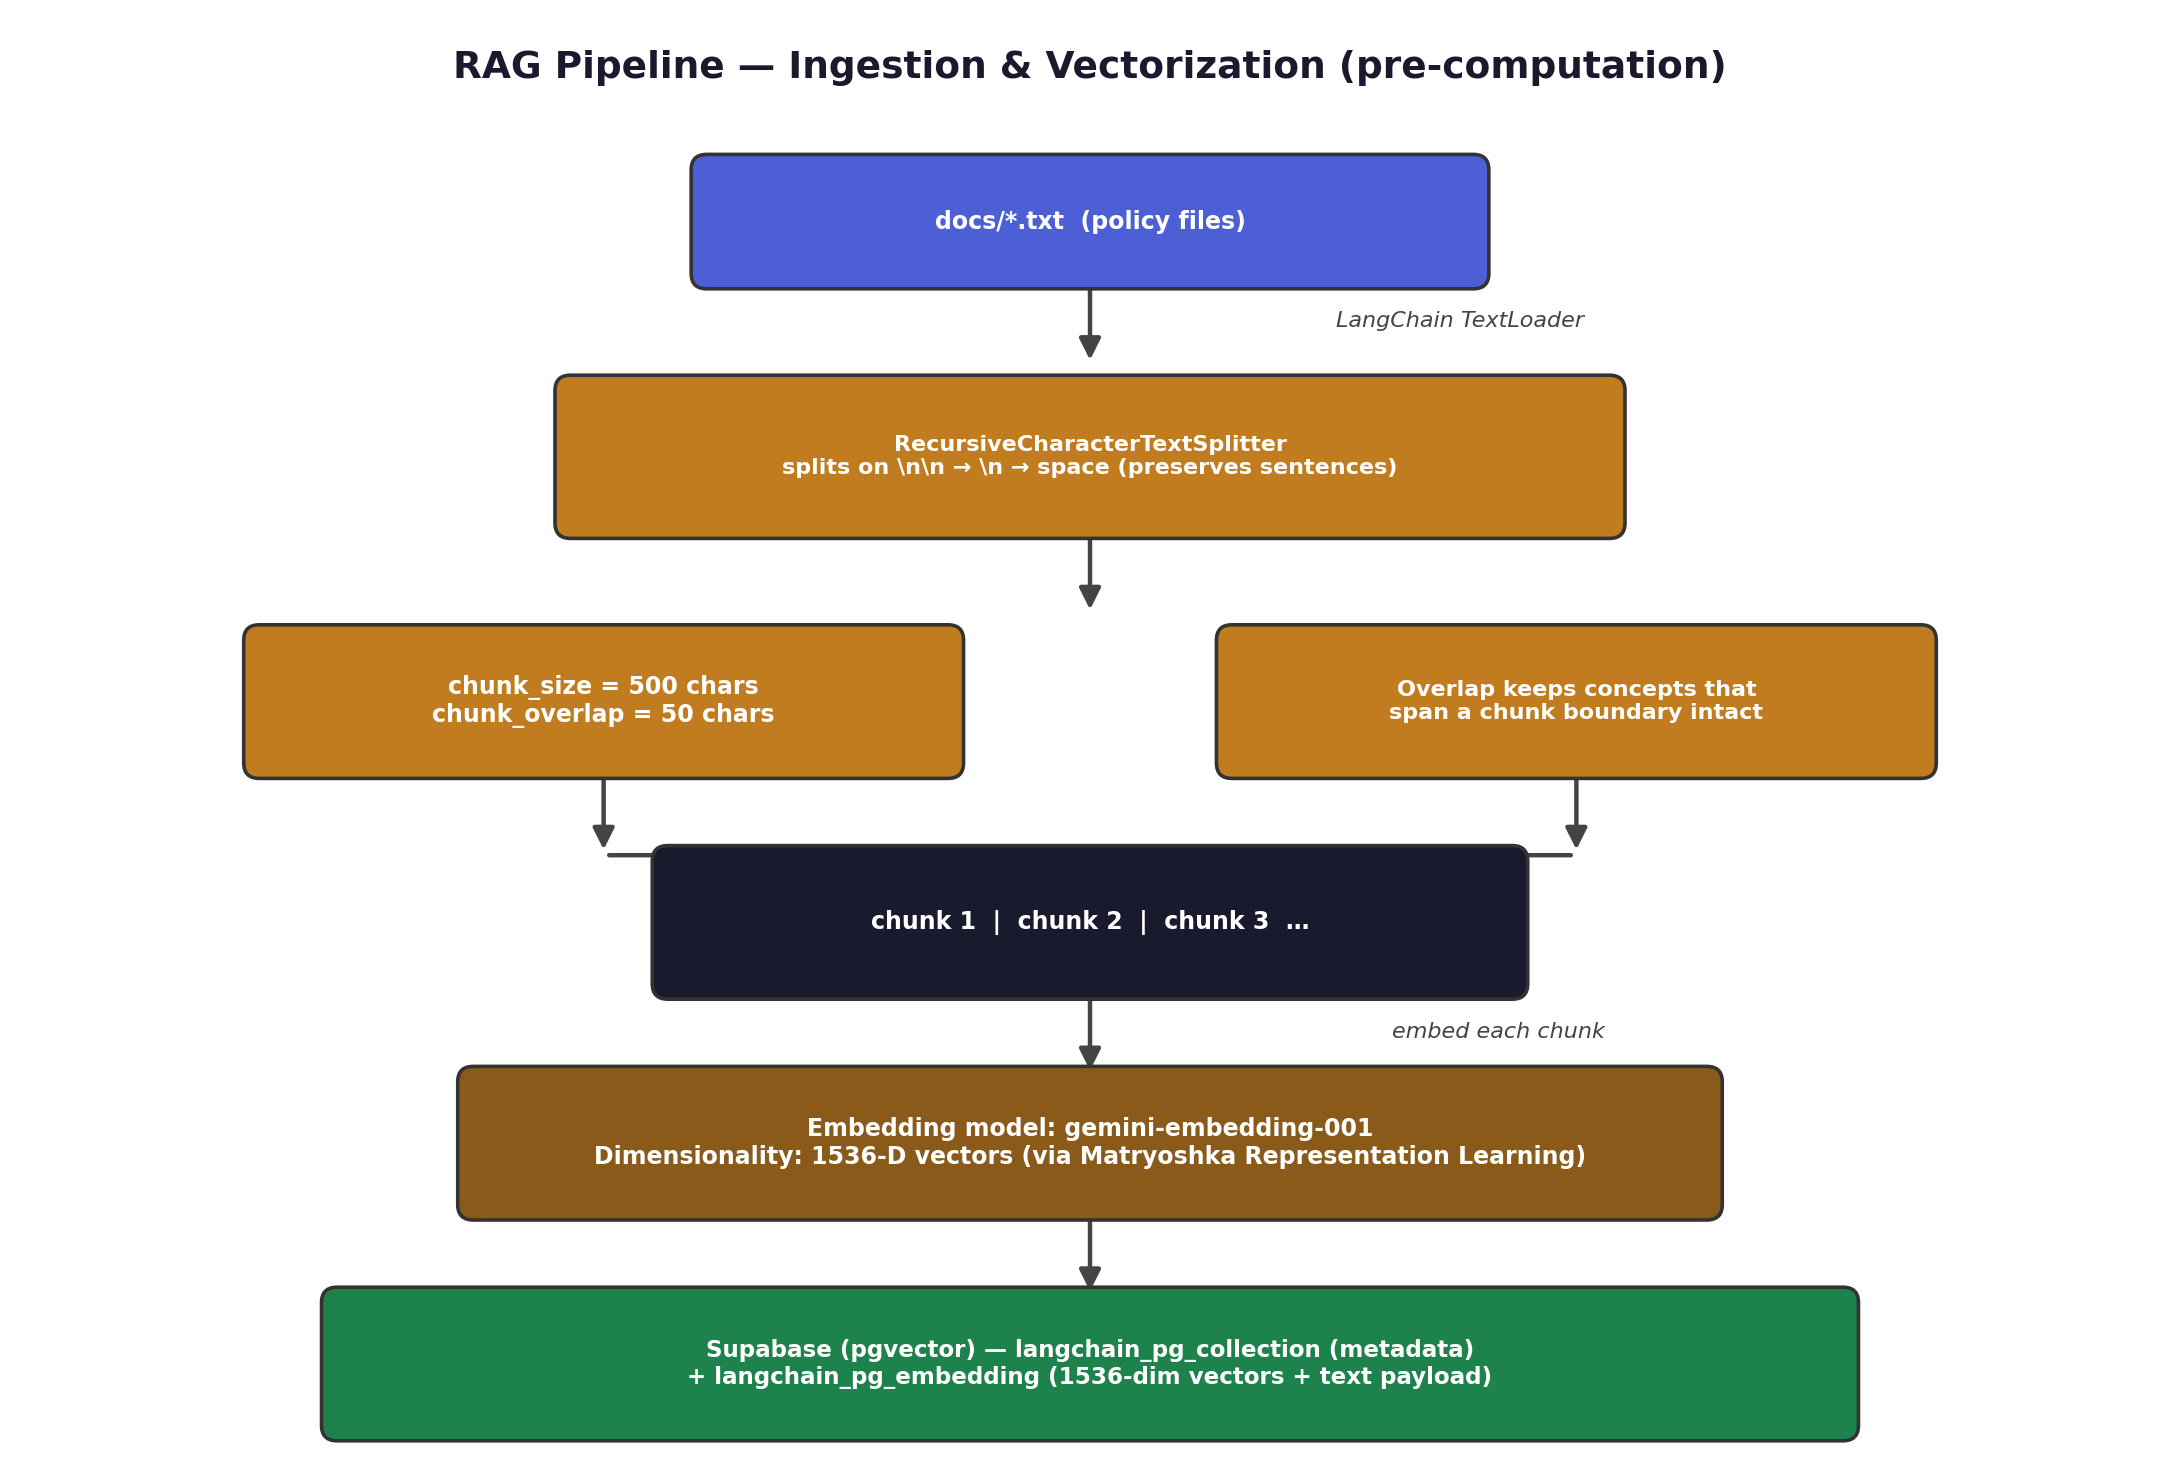 RAG Pipeline — Ingestion & Vectorization (pre-computation)
docs/*.txt  (policy files)
LangChain TextLoader
RecursiveCharacterTextSplitter
splits on \n\n → \n → space (preserves sentences)
chunk_size = 500 chars
chunk_overlap = 50 chars
Overlap keeps concepts that
span a chunk boundary intact
chunk 1  |  chunk 2  |  chunk 3  …
embed each chunk
Embedding model: gemini-embedding-001
Dimensionality: 1536-D vectors (via Matryoshka Representation Learning)
Supabase (pgvector) — langchain_pg_collection (metadata)
+ langchain_pg_embedding (1536-dim vectors + text payload)